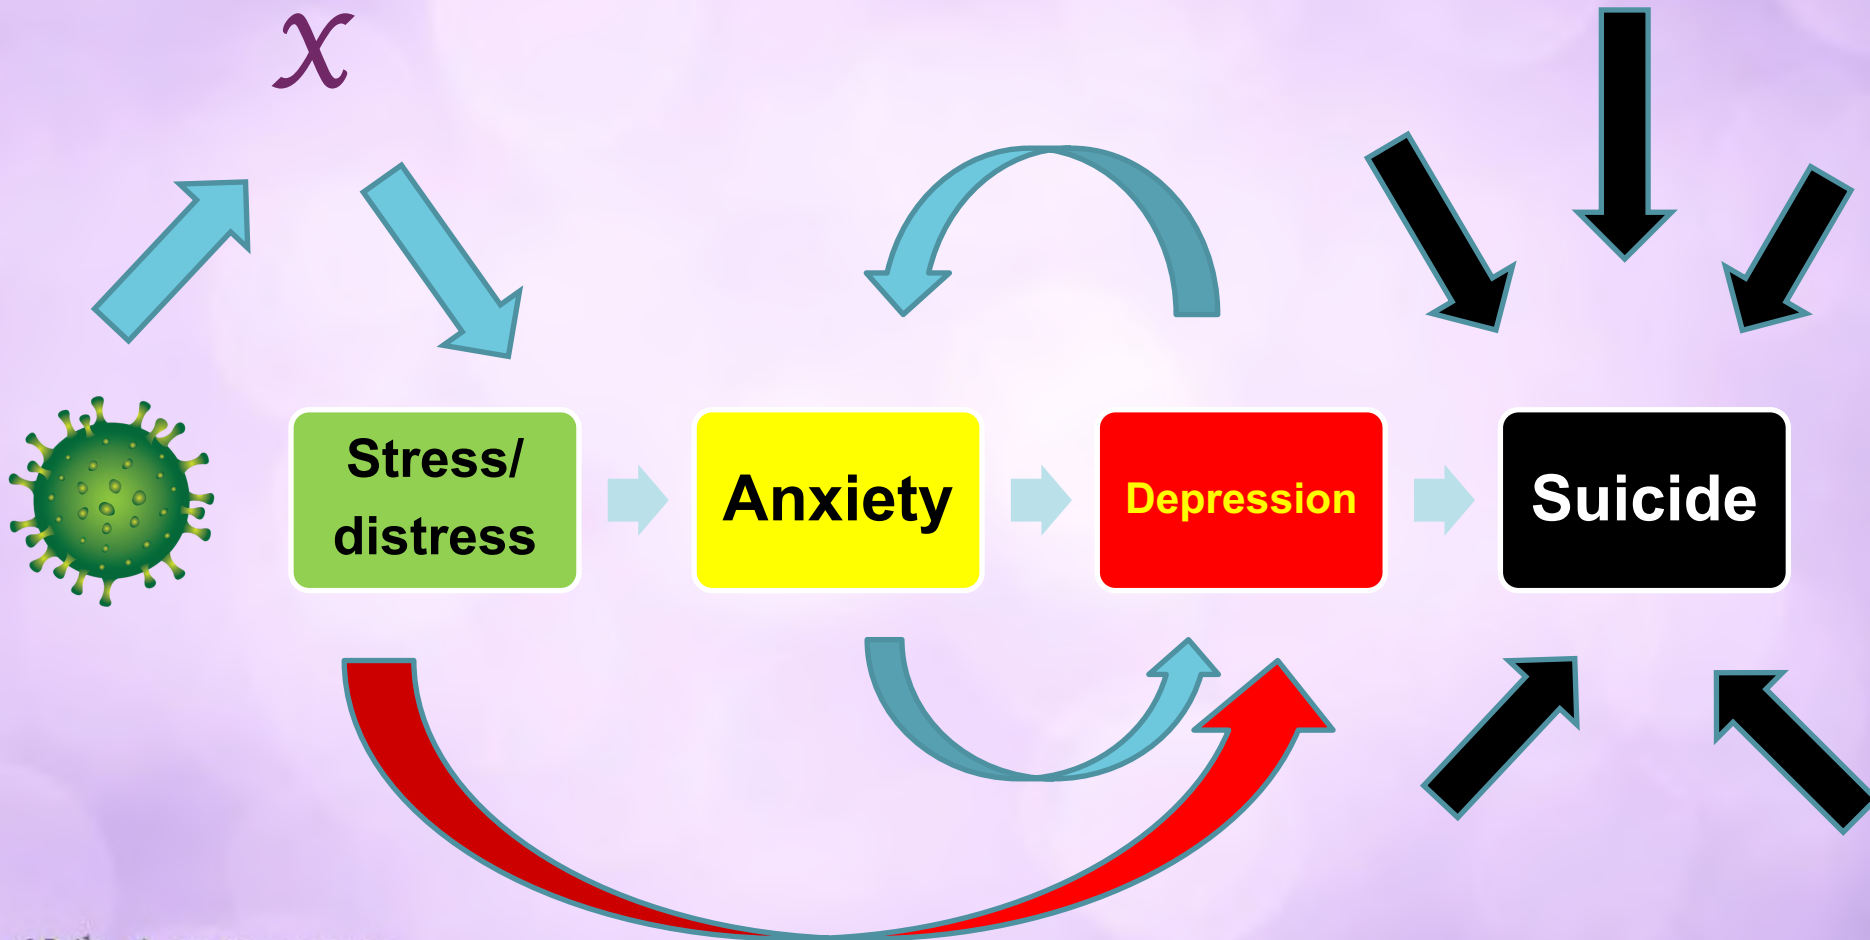 x
Stress/
distress
Anxiety
Depression
Suicide